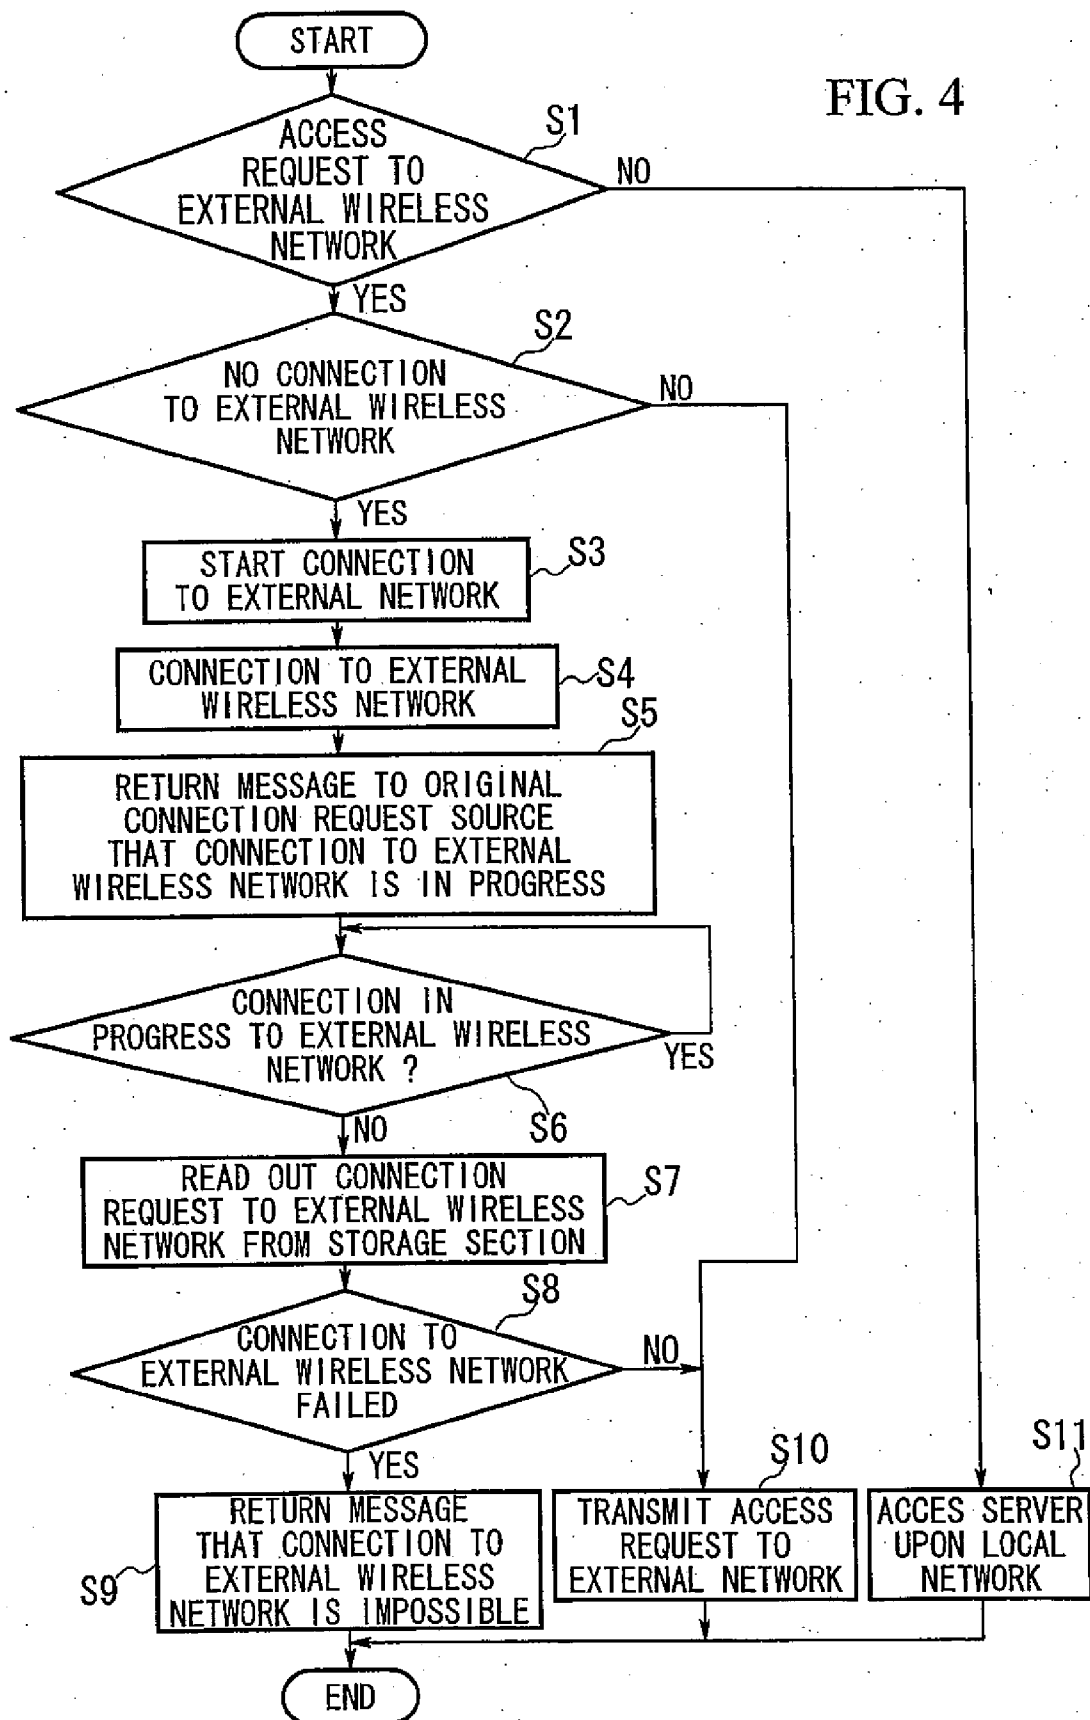 START
FIG. 4
S1
ACCESS
REQUEST TO
EXTERNAL WIRELESS
NETWORK
NO
YES
S2
NO CONNECTION
TO EXTERNAL WIRELESS
NETWORK
NO
YES
S3
START CONNECTION
TO EXTERNAL NETWORK
CONNECTION TO EXTERNAL
WIRELESS NETWORK
S4
S5
RETURN MESSAGE TO ORIGINAL
CONNECTION REQUEST SOURCE
THAT CONNECTION TO EXTERNAL
WIRELESS NETWORK IS IN PROGRESS
CONNECTION IN
PROGRESS TO EXTERNAL WIRELESS
NETWORK ?
YES
S6
NO
READ OUT CONNECTION
REQUEST TO EXTERNAL WIRELESS
NETWORK FROM STORAGE SECTION
S7
S8
CONNECTION TO
EXTERNAL WIRELESS NETWORK
FAILED
NO
YES
RETURN MESSAGE
THAT CONNECTION TO
EXTERNAL WIRELESS
NETWORK IS IMPOSSIBLE
S9
S10
TRANSMIT ACCESS
REQUEST TO
EXTERNAL NETWORK
S11
ACCES SERVER
UPON LOCAL
NETWORK
END